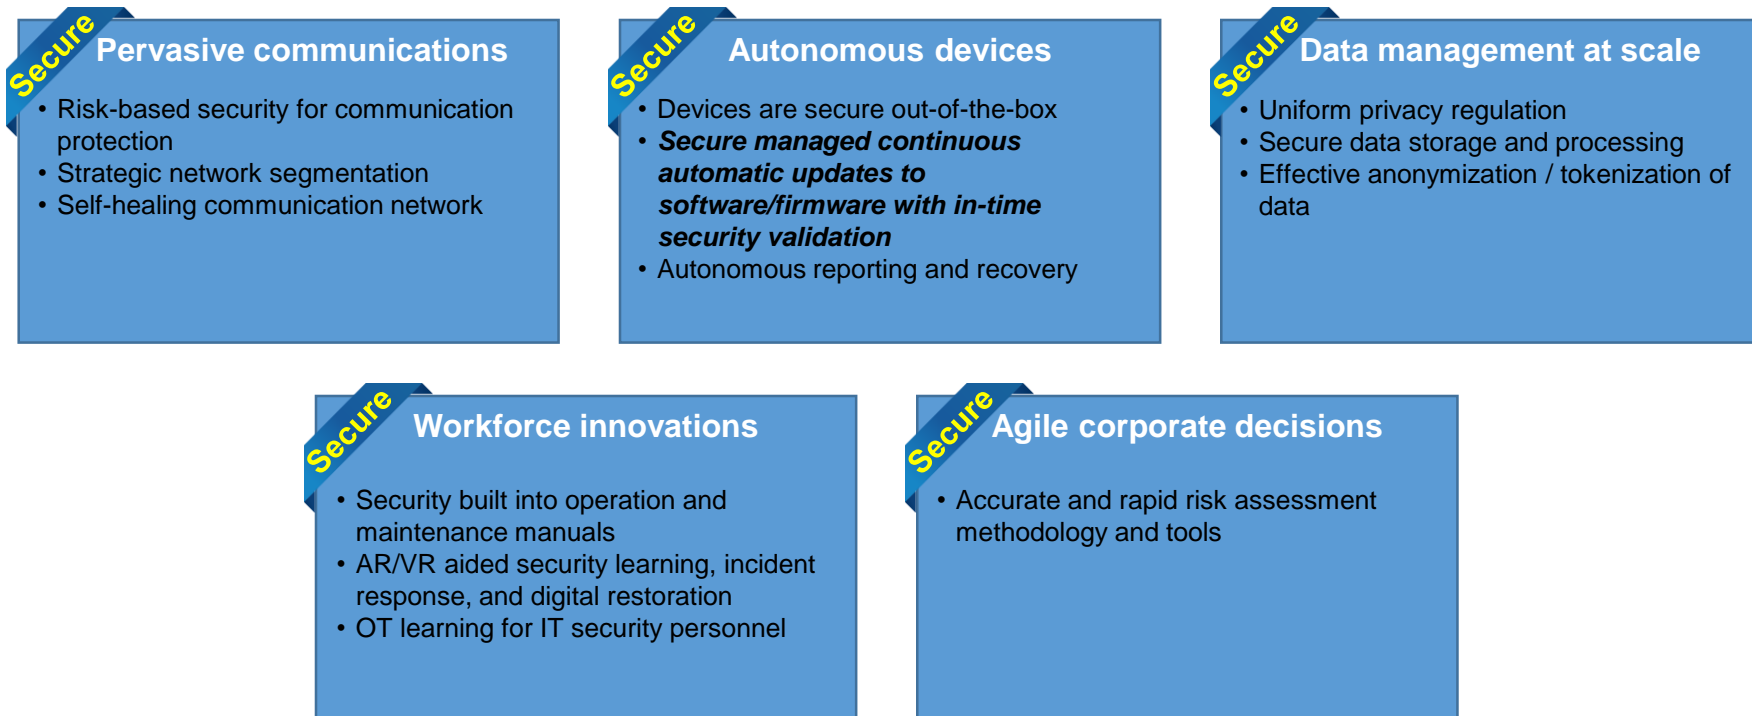 Secure
Pervasive communications
• Risk-based security for communication
protection
• Strategic network segmentation
• Self-healing communication network
Secure
Autonomous devices
• Devices are secure out-of-the-box
• Secure managed continuous
automatic updates to
software/firmware with in-time
security validation
• Autonomous reporting and recovery
Secure
Data management at scale
• Uniform privacy regulation
• Secure data storage and processing
• Effective anonymization / tokenization of
data
Secure
Workforce innovations
• Security built into operation and
maintenance manuals
• AR/VR aided security learning, incident
response, and digital restoration
• OT learning for IT security personnel
Secure
Agile corporate decisions
• Accurate and rapid risk assessment
methodology and tools